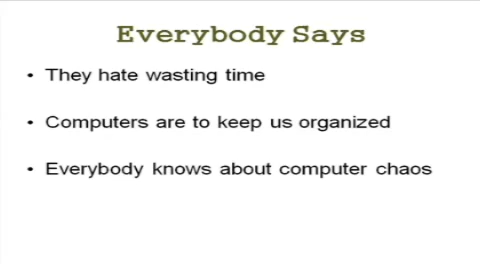 Everybody Says
• They hate wasting time
• Computers are to keep us organized
• Everybody knows about computer chaos